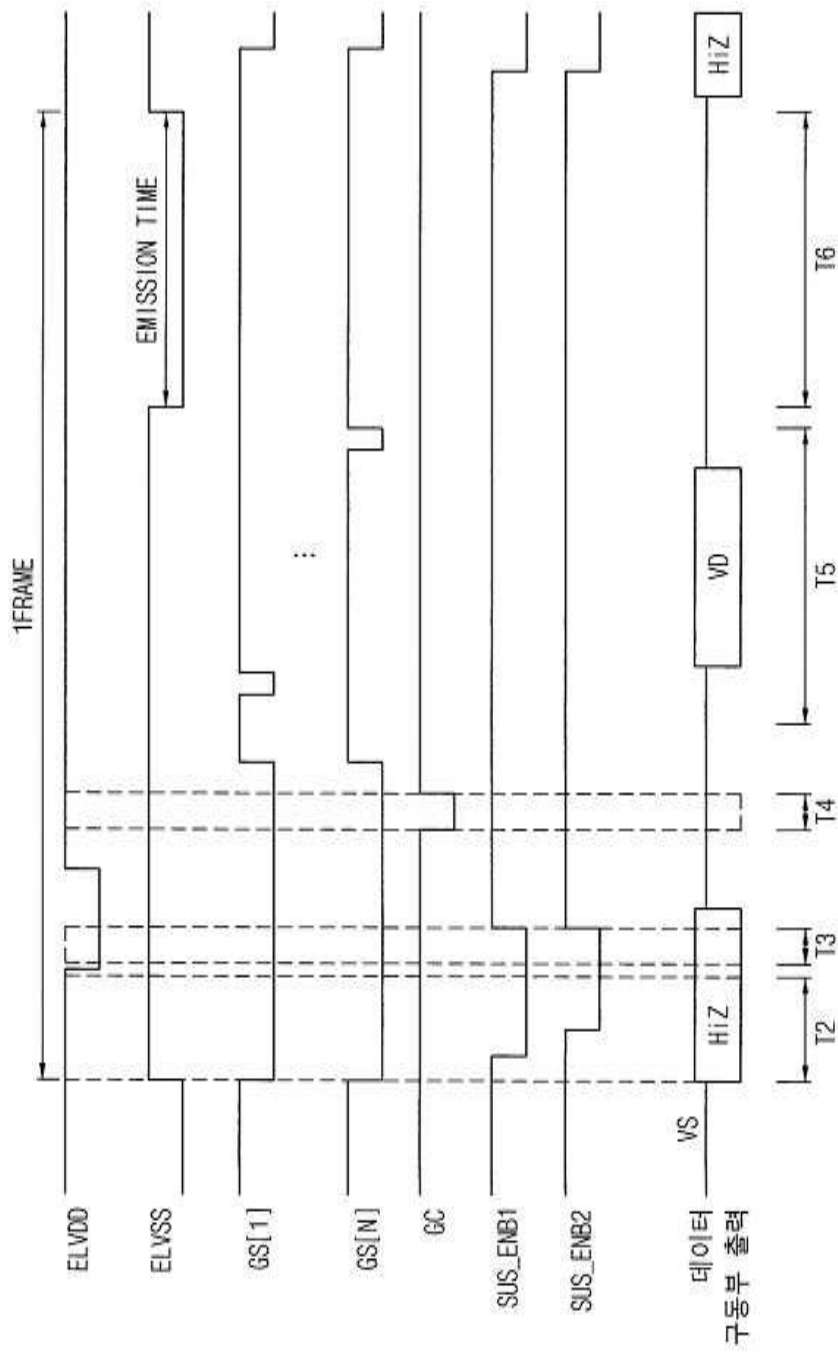 1FRAME
ELVDD
ELVSS
EMISSION TIME
GS[1]
⋮
GS[N]
GC
SUS_ENB1
SUS_ENB2
VS
데이터
구동부 출력
HiZ
VD
HiZ
T2
T3
T4
T5
T6